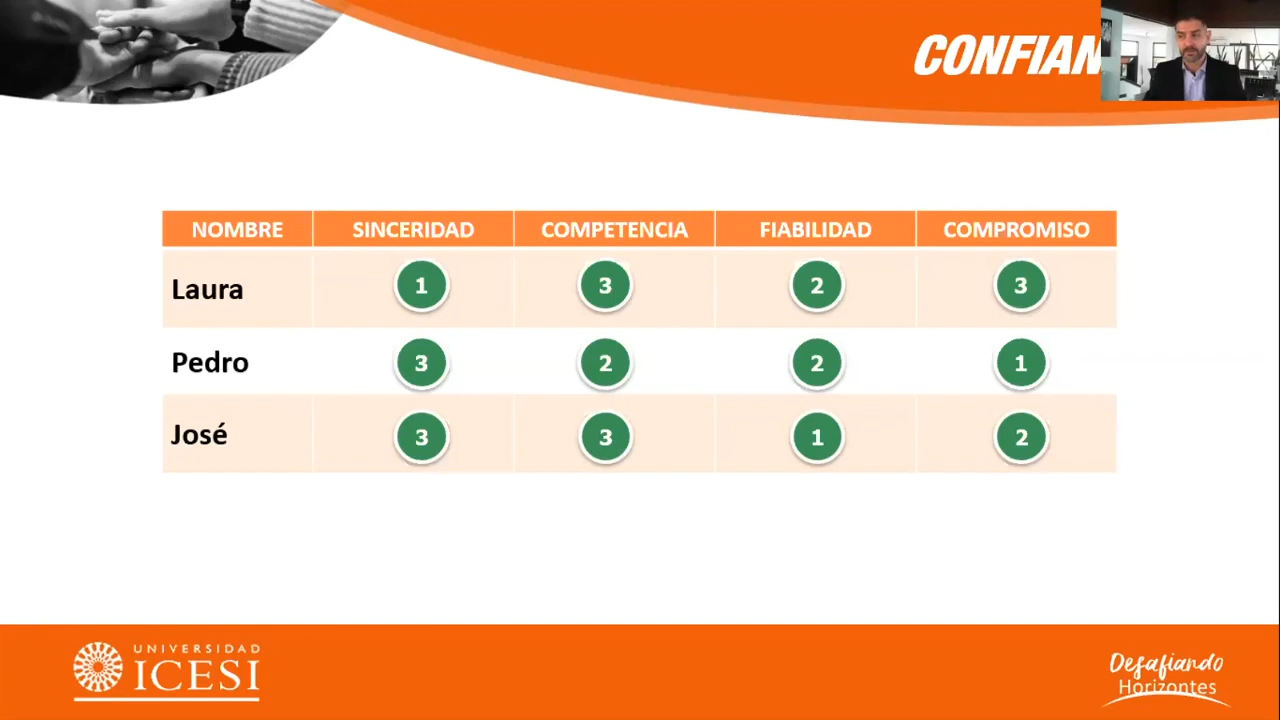 CONFIAN
NOMBRE SINCERIDAD COMPETENCIA FIABILIDAD COMPROMISO
Laura 1 3 2 3
Pedro 3 2 2 1
José 3 3 1 2
UNIVERSIDAD
ICESI
Desafiando
Horizontes